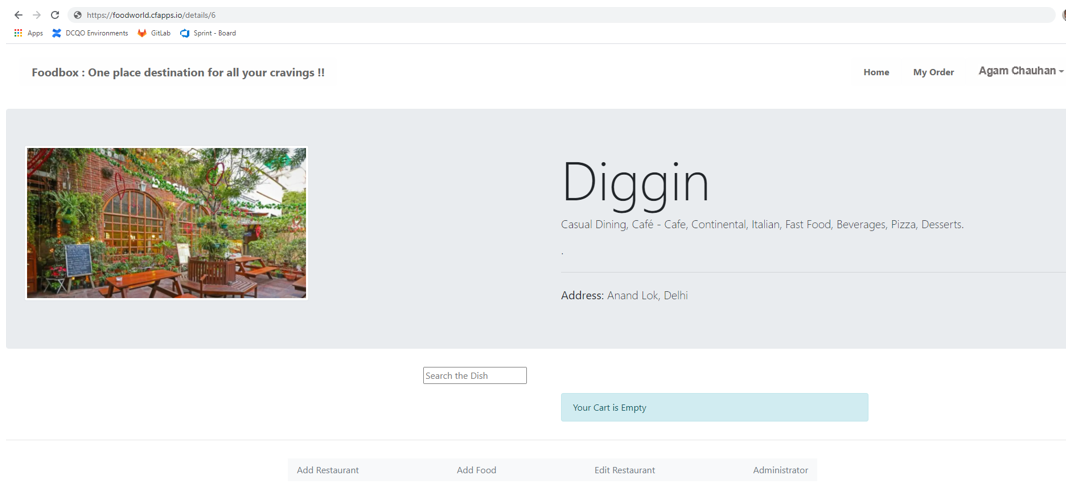 https://foodworld.cfapps.io/details/6
Apps DCQO Environments GitLab Sprint - Board
Foodbox : One place destination for all your cravings !! Home My Order Agam Chauhan
DIGGIN
Diggin
Casual Dining, Café - Cafe, Continental, Italian, Fast Food, Beverages, Pizza, Desserts.
.
Address: Anand Lok, Delhi
Search the Dish
Your Cart is Empty
Add Restaurant Add Food Edit Restaurant Administrator